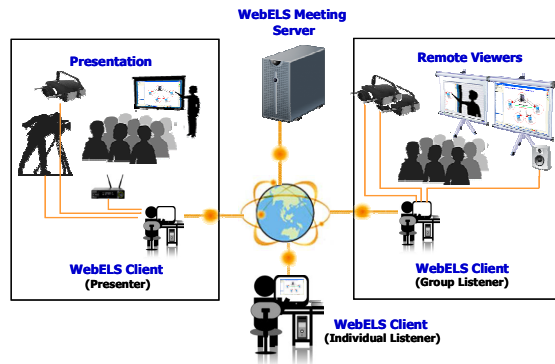 WebELS Meeting
Server
Presentation
Remote Viewers
WebELS Client
(Presenter)
WebELS Client
(Group Listener)
WebELS Client
(Individual Listener)